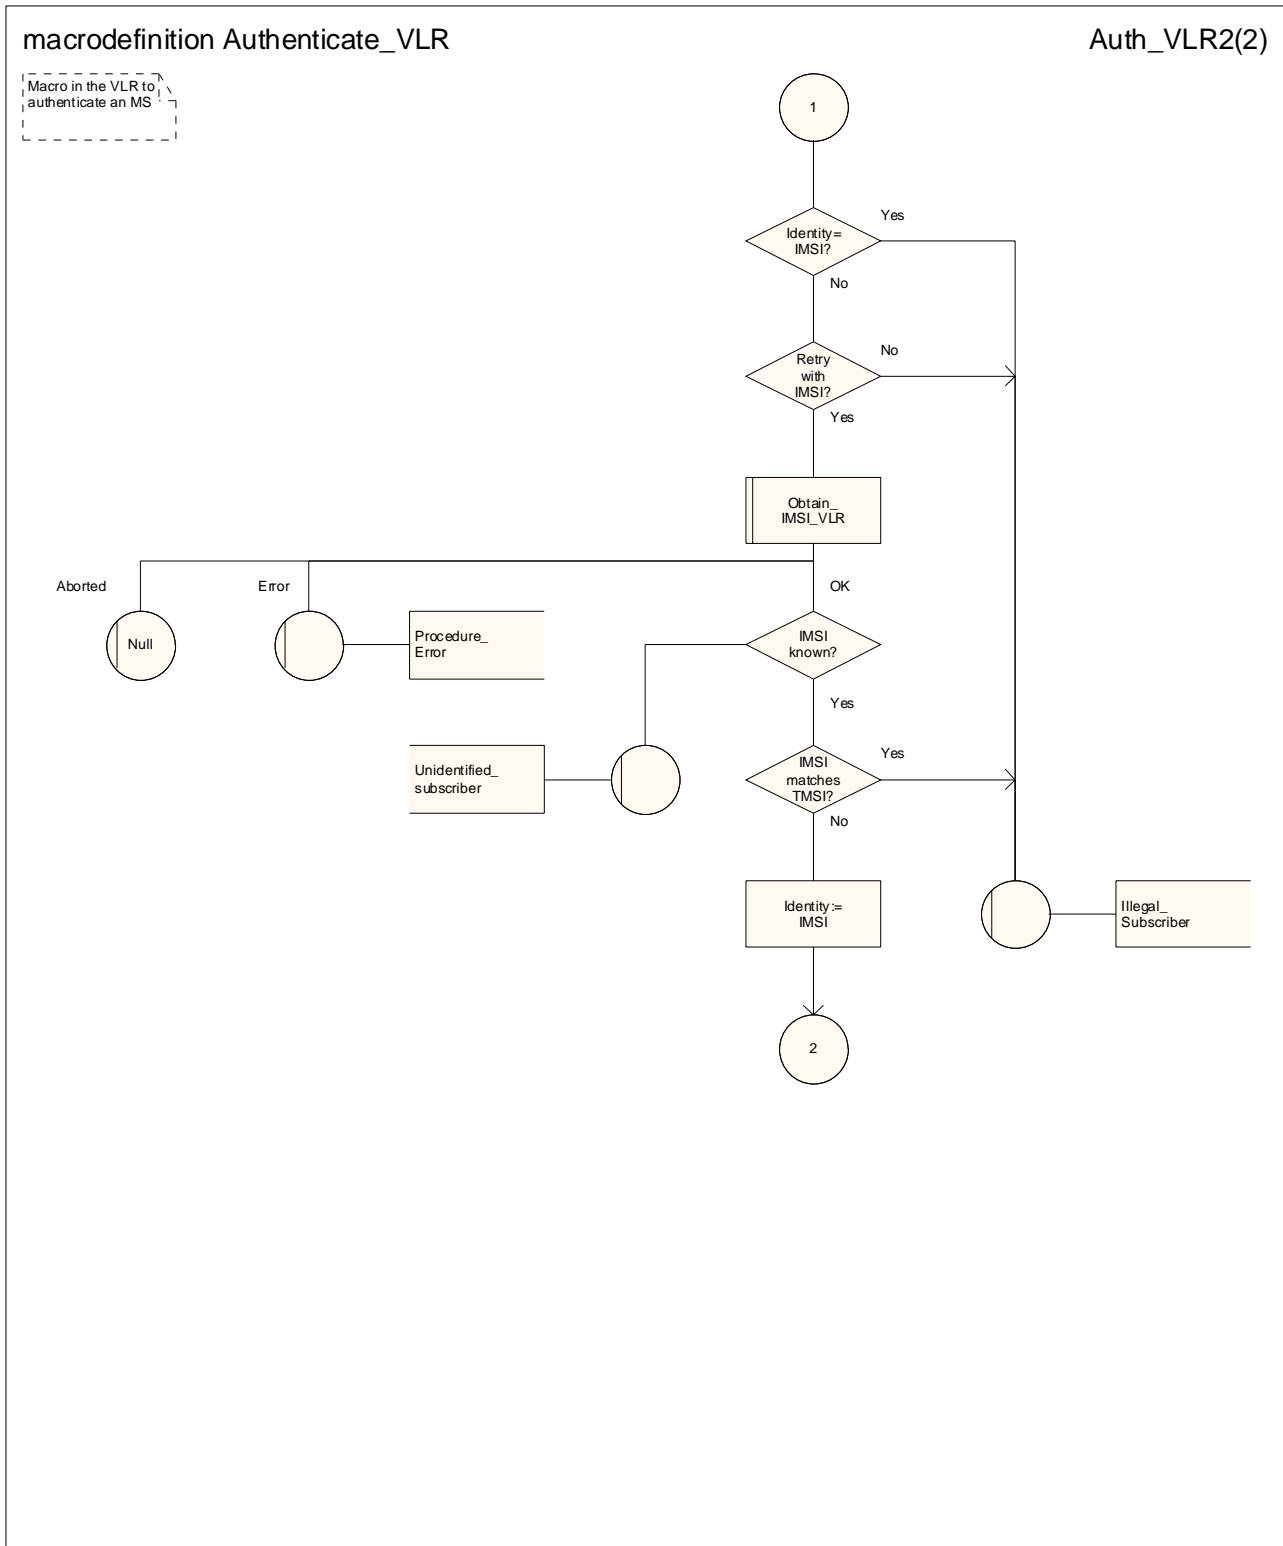 macrodefinition Authenticate_VLR
Auth_VLR2(2)
Macro in the VLR to
authenticate an MS
1
Yes
Identity=
IMSI?
No
No
Retry
with
IMSI?
Yes
Obtain_
IMSI_VLR
Aborted
Error
OK
Null
Procedure_
Error
IMSI
known?
Yes
Unidentified_
subscriber
Yes
IMSI
matches
TMSI?
No
Identity:=
IMSI
Illegal_
Subscriber
2